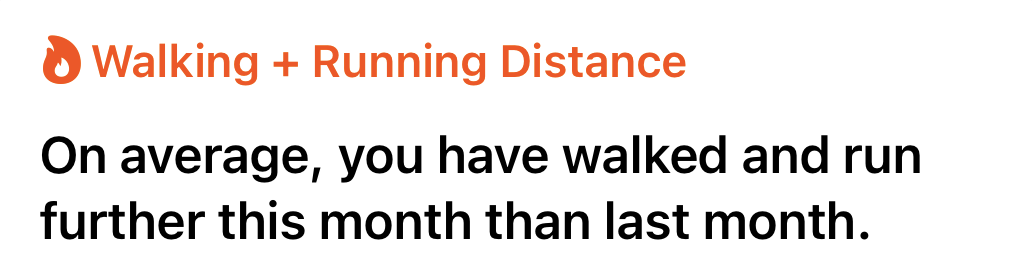 Walking + Running Distance
On average, you have walked and run
further this month than last month.